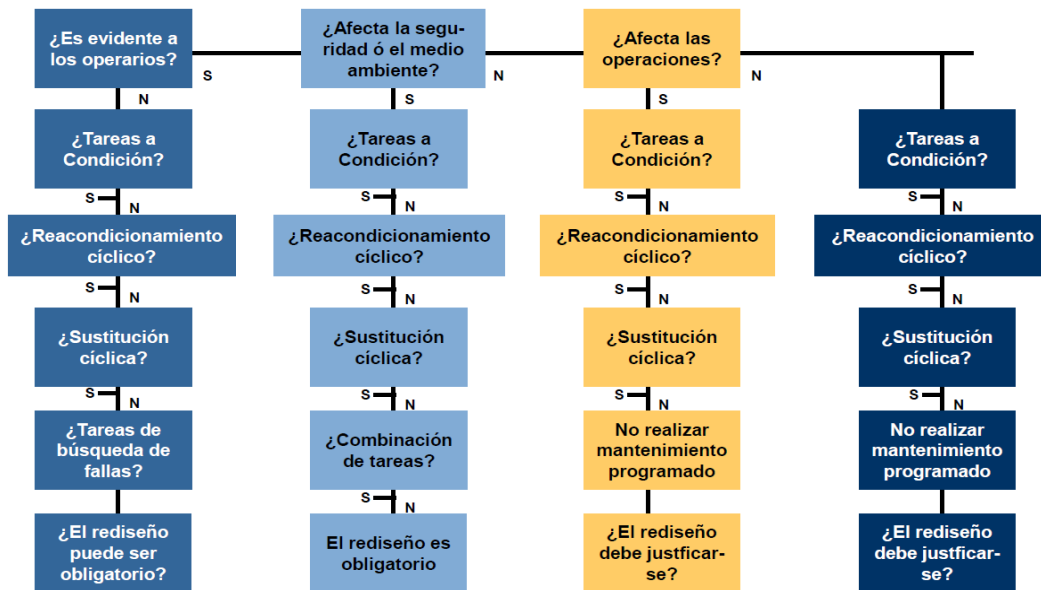 ¿Es evidente a
los operarios?
S
N
¿Afecta la segu-
ridad ó el medio
ambiente?
N
S
¿Afecta las
operaciones?
N
S
¿Tareas a
Condición?
S
N
¿Reacondicionamiento
cíclico?
S
N
¿Sustitución
cíclica?
S
N
¿Tareas de
búsqueda de
fallas?
¿El rediseño
puede ser
obligatorio?
¿Tareas a
Condición?
S
N
¿Reacondicionamiento
cíclico?
S
N
¿Sustitución
cíclica?
S
N
¿Combinación
de tareas?
S
N
El rediseño es
obligatorio
¿Tareas a
Condición?
S
N
¿Reacondicionamiento
cíclico?
S
N
¿Sustitución
cíclica?
S
N
No realizar
mantenimiento
programado
¿El rediseño
debe justficar-
se?
¿Tareas a
Condición?
S
N
¿Reacondicionamiento
cíclico?
S
N
¿Sustitución
cíclica?
S
N
No realizar
mantenimiento
programado
¿El rediseño
debe justficar-
se?